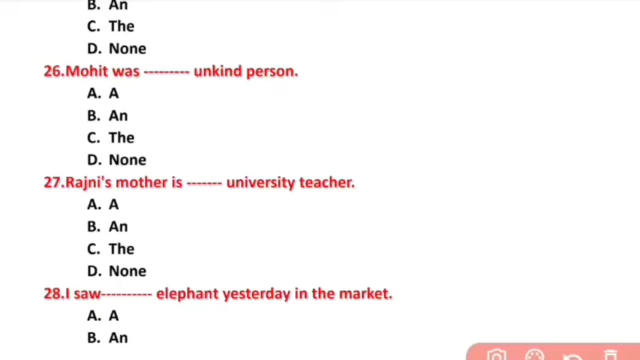 B. An
C. The
D. None
26.Mohit was --------- unkind person.
A. A
B. An
C. The
D. None
27.Rajni's mother is ------- university teacher.
A. A
B. An
C. The
D. None
28.I saw---------- elephant yesterday in the market.
A. A
B. An